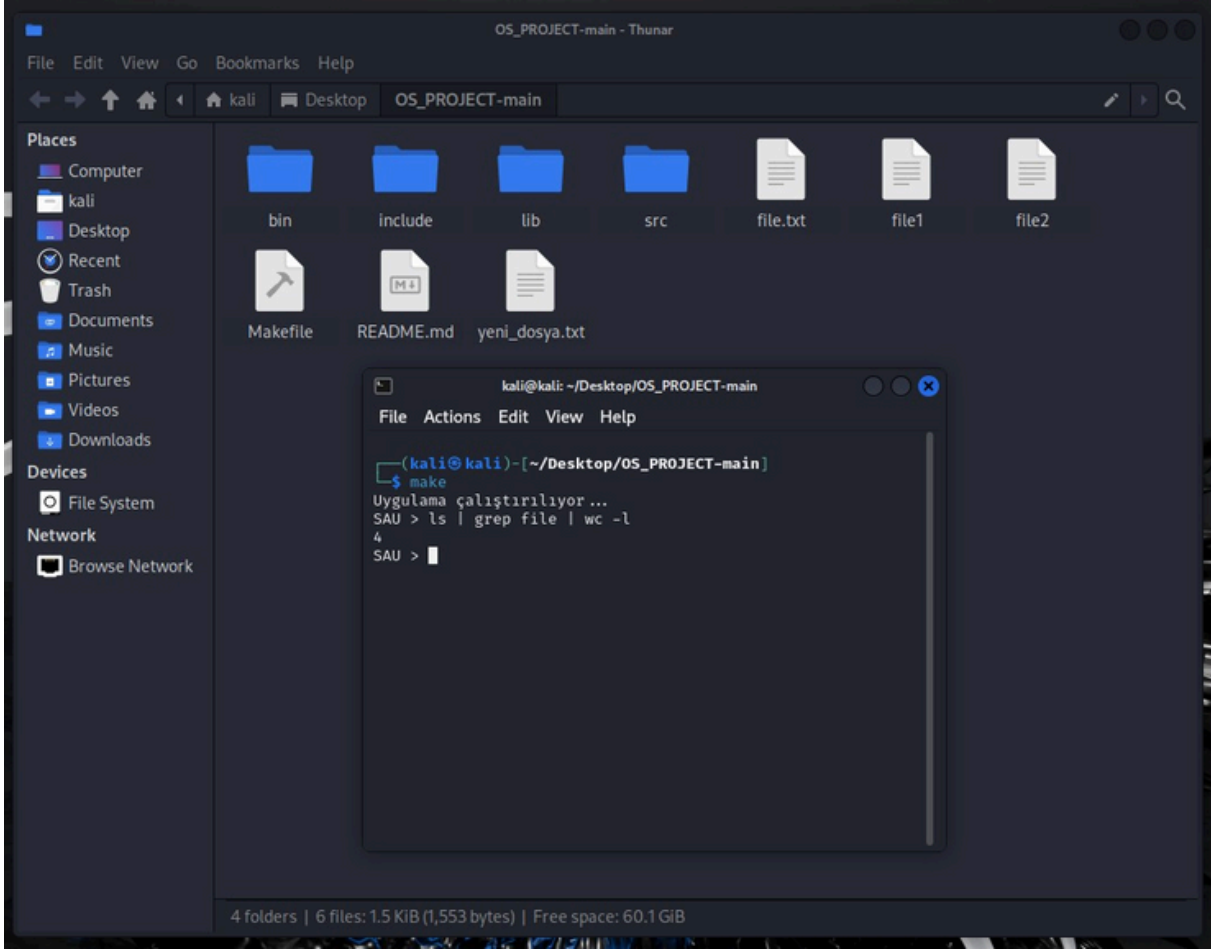 OS_PROJECT-main - Thunar
File Edit View Go Bookmarks Help
kali Desktop OS_PROJECT-main
Places
Computer
kali
Desktop
Recent
Trash
Documents
Music
Pictures
Videos
Downloads
Devices
File System
Network
Browse Network
bin include lib src file.txt file1 file2
Makefile README.md yeni_dosya.txt
kali@kali: ~/Desktop/OS_PROJECT-main
File Actions Edit View Help
(kali㉿kali)-[~/Desktop/OS_PROJECT-main]
$ make
Uygulama çalıştırılıyor...
SAU > ls | grep file | wc -l
4
SAU >
4 folders | 6 files: 1.5 KiB (1,553 bytes) | Free space: 60.1 GiB